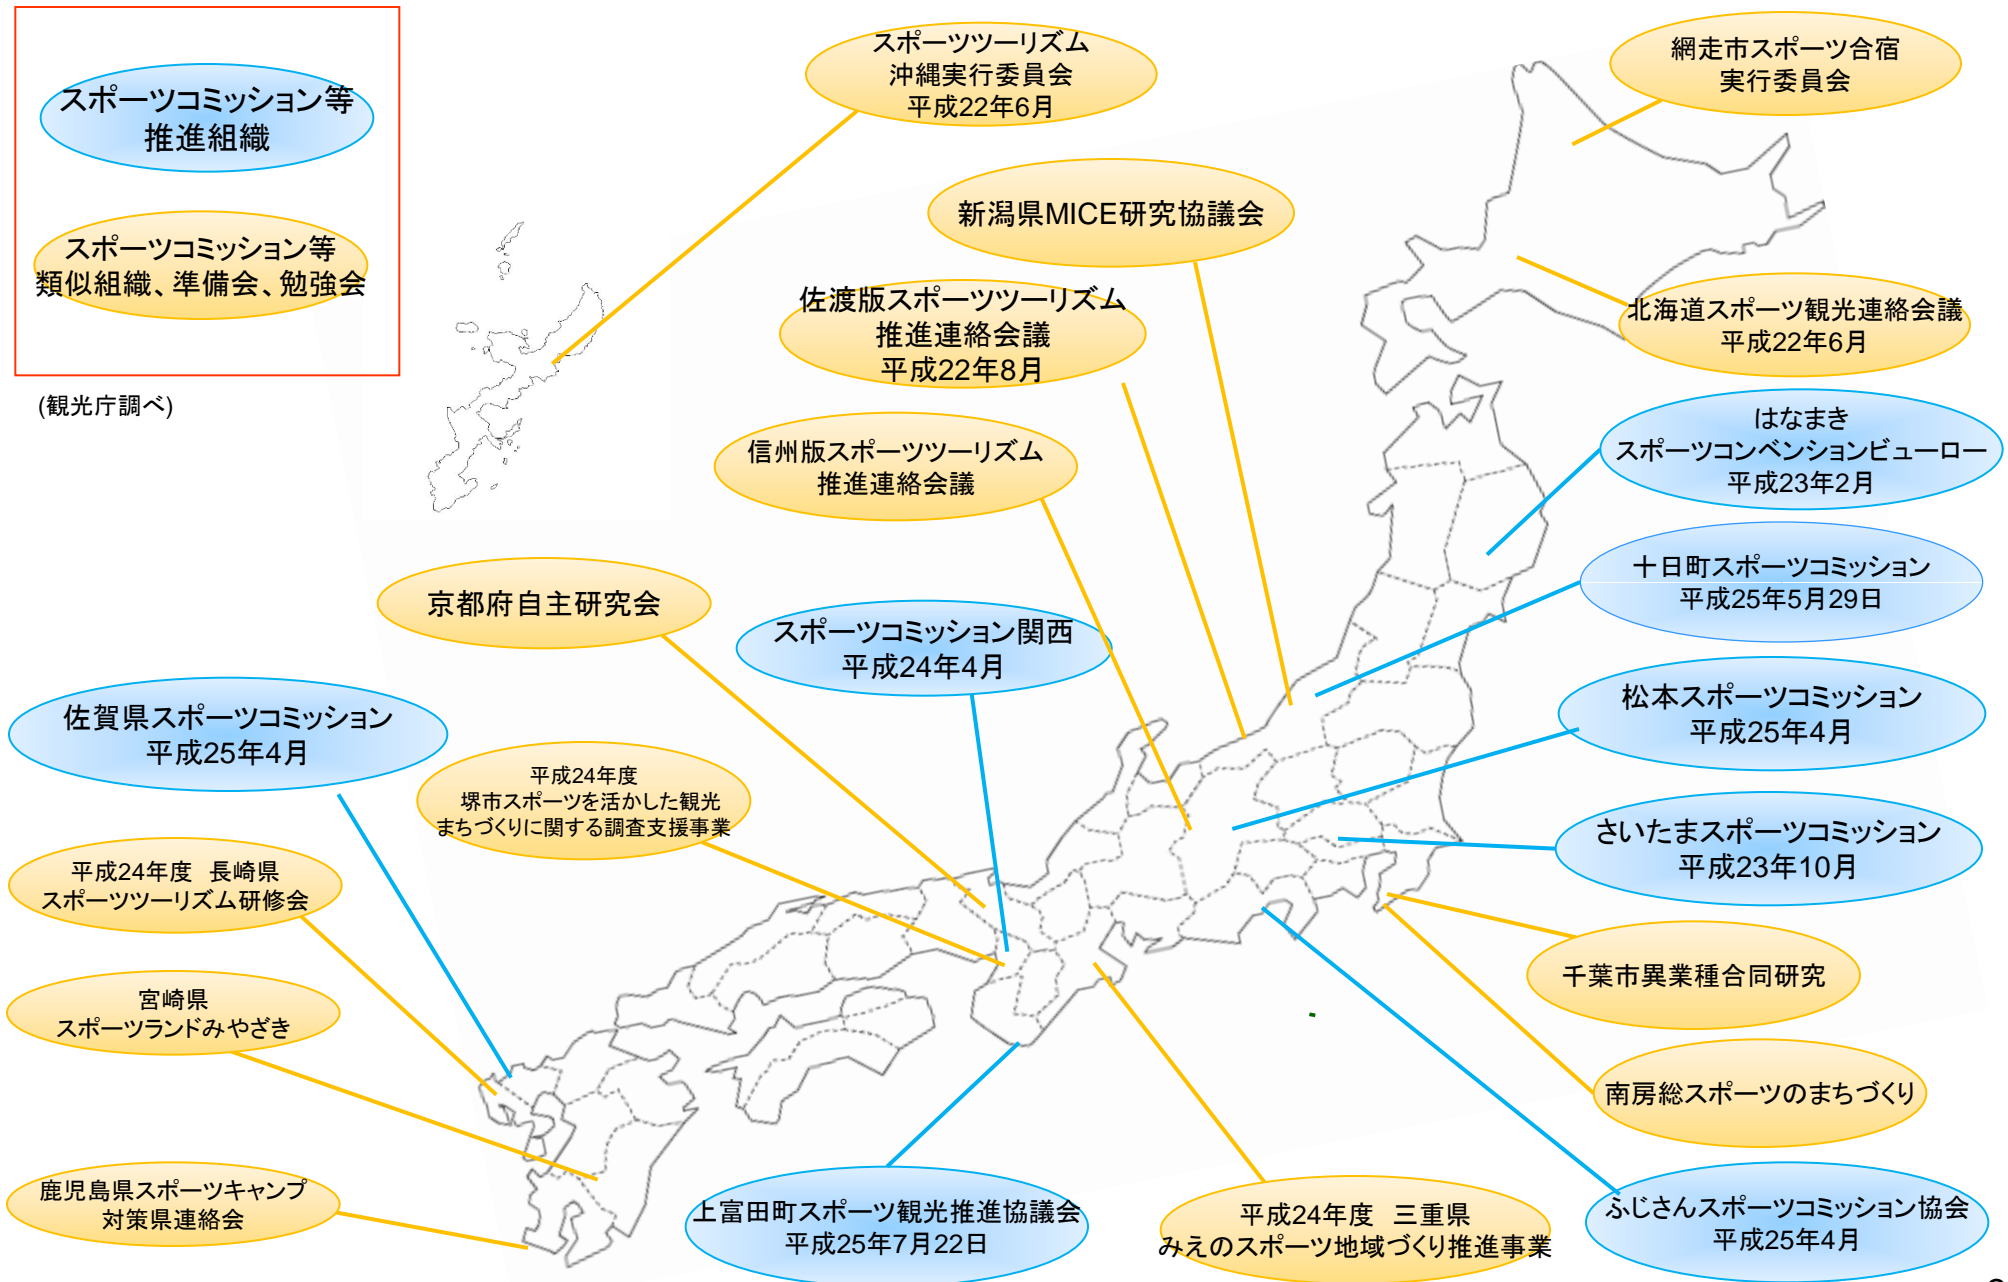 スポーツコミッション等
推進組織
スポーツコミッション等
類似組織、準備会、勉強会
(観光庁調べ)
スポーツツーリズム
沖縄実行委員会
平成22年6月
網走市スポーツ合宿
実行委員会
新潟県MICE研究協議会
佐渡版スポーツツーリズム
推進連絡会議
平成22年8月
北海道スポーツ観光連絡会議
平成22年6月
信州版スポーツツーリズム
推進連絡会議
はなまき
スポーツコンベンションビューロー
平成23年2月
十日町スポーツコミッション
平成25年5月29日
京都府自主研究会
スポーツコミッション関西
平成24年4月
松本スポーツコミッション
平成25年4月
佐賀県スポーツコミッション
平成25年4月
平成24年度
堺市スポーツを活かした観光
まちづくりに関する調査支援事業
さいたまスポーツコミッション
平成23年10月
平成24年度　長崎県
スポーツツーリズム研修会
千葉市異業種合同研究
宮崎県
スポーツランドみやざき
南房総スポーツのまちづくり
鹿児島県スポーツキャンプ
対策県連絡会
上富田町スポーツ観光推進協議会
平成25年7月22日
平成24年度　三重県
みえのスポーツ地域づくり推進事業
ふじさんスポーツコミッション協会
平成25年4月